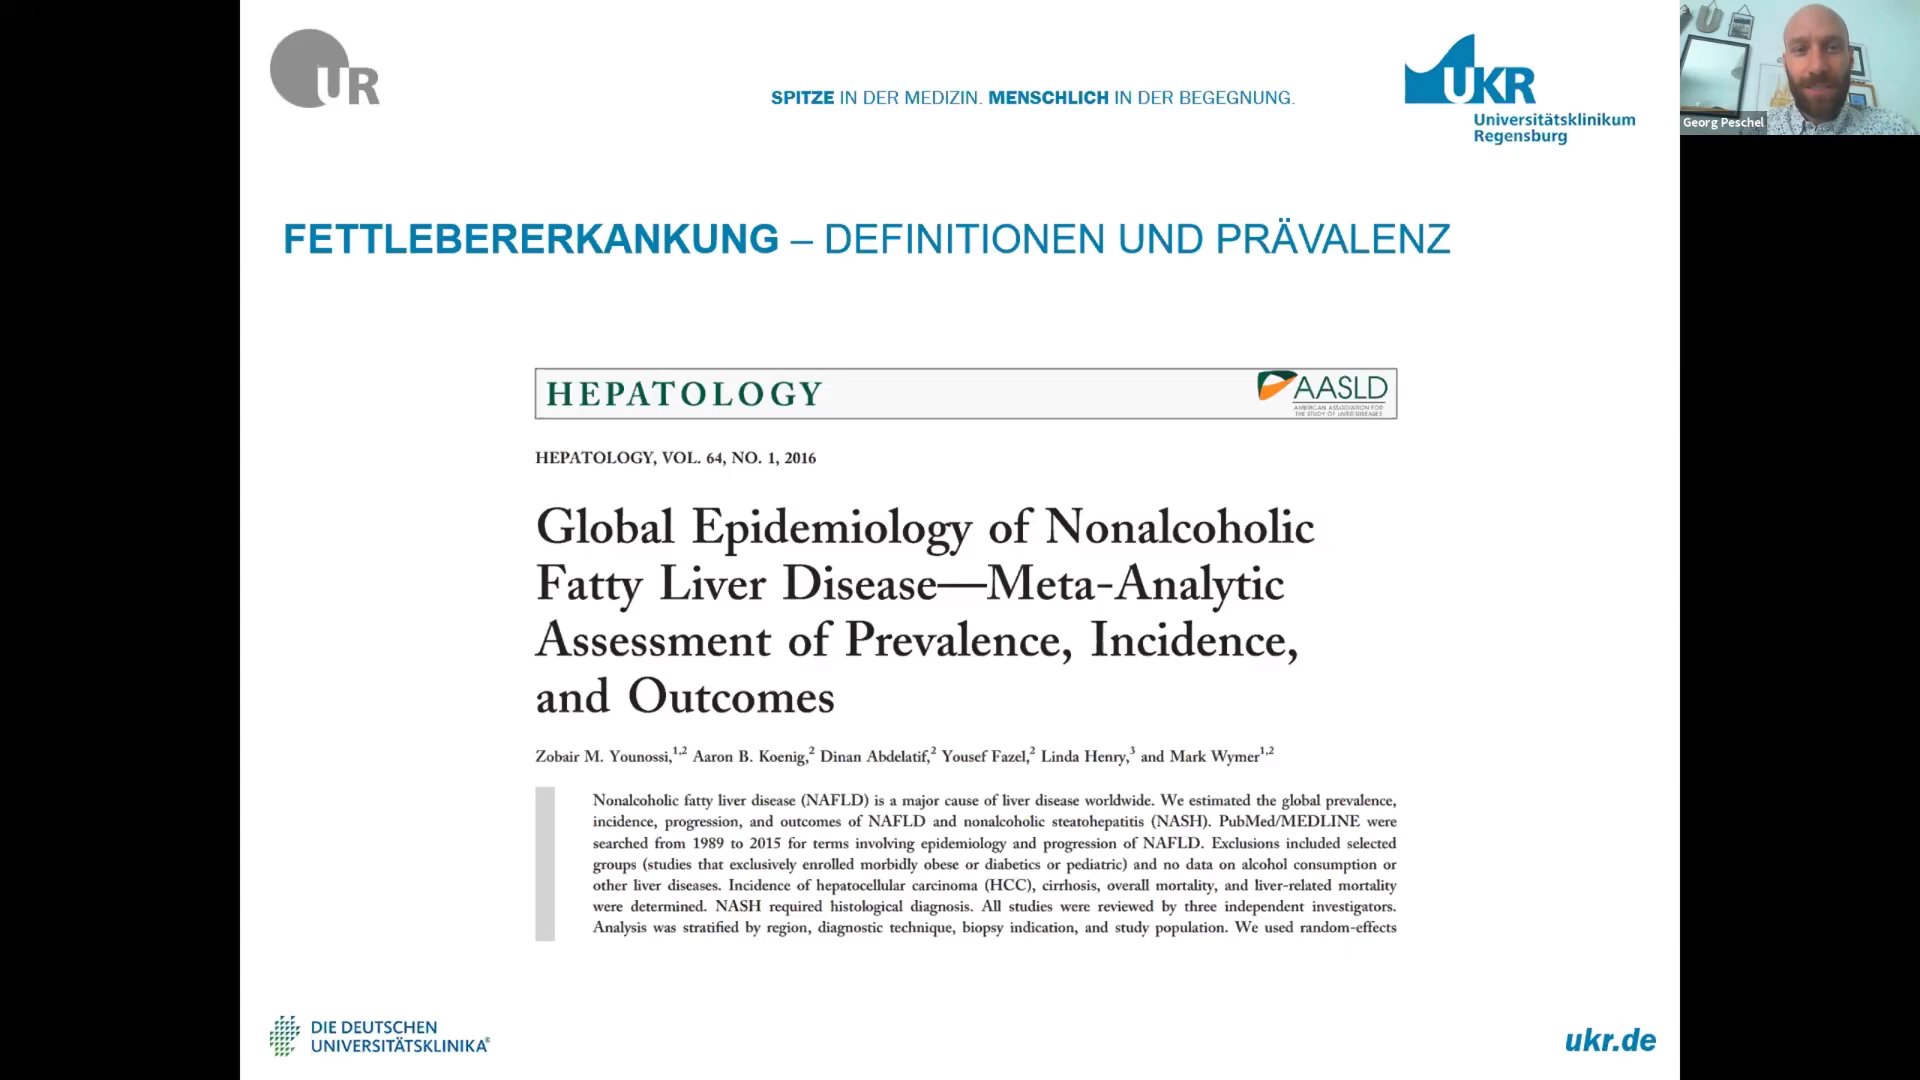 UR
SPITZE IN DER MEDIZIN. MENSCHLICH IN DER BEGEGNUNG.
UKR
Universitätsklinikum
Regensburg
Georg Peschel
FETTLEBERERKANKUNG – DEFINITIONEN UND PRÄVALENZ
HEPATOLOGY
AASLD
AMERICAN ASSOCIATION FOR
THE STUDY OF LIVER DISEASES
HEPATOLOGY, VOL. 64, NO. 1, 2016
Global Epidemiology of Nonalcoholic
Fatty Liver Disease—Meta-Analytic
Assessment of Prevalence, Incidence,
and Outcomes
Zobair M. Younossi,1,2 Aaron B. Koenig,2 Dinan Abdelatif,2 Yousef Fazel,2 Linda Henry,3 and Mark Wymer1,2
Nonalcoholic fatty liver disease (NAFLD) is a major cause of liver disease worldwide. We estimated the global prevalence,
incidence, progression, and outcomes of NAFLD and nonalcoholic steatohepatitis (NASH). PubMed/MEDLINE were
searched from 1989 to 2015 for terms involving epidemiology and progression of NAFLD. Exclusions included selected
groups (studies that exclusively enrolled morbidly obese or diabetics or pediatric) and no data on alcohol consumption or
other liver diseases. Incidence of hepatocellular carcinoma (HCC), cirrhosis, overall mortality, and liver-related mortality
were determined. NASH required histological diagnosis. All studies were reviewed by three independent investigators.
Analysis was stratified by region, diagnostic technique, biopsy indication, and study population. We used random-effects
DIE DEUTSCHEN
UNIVERSITÄTSKLINIKA®
ukr.de